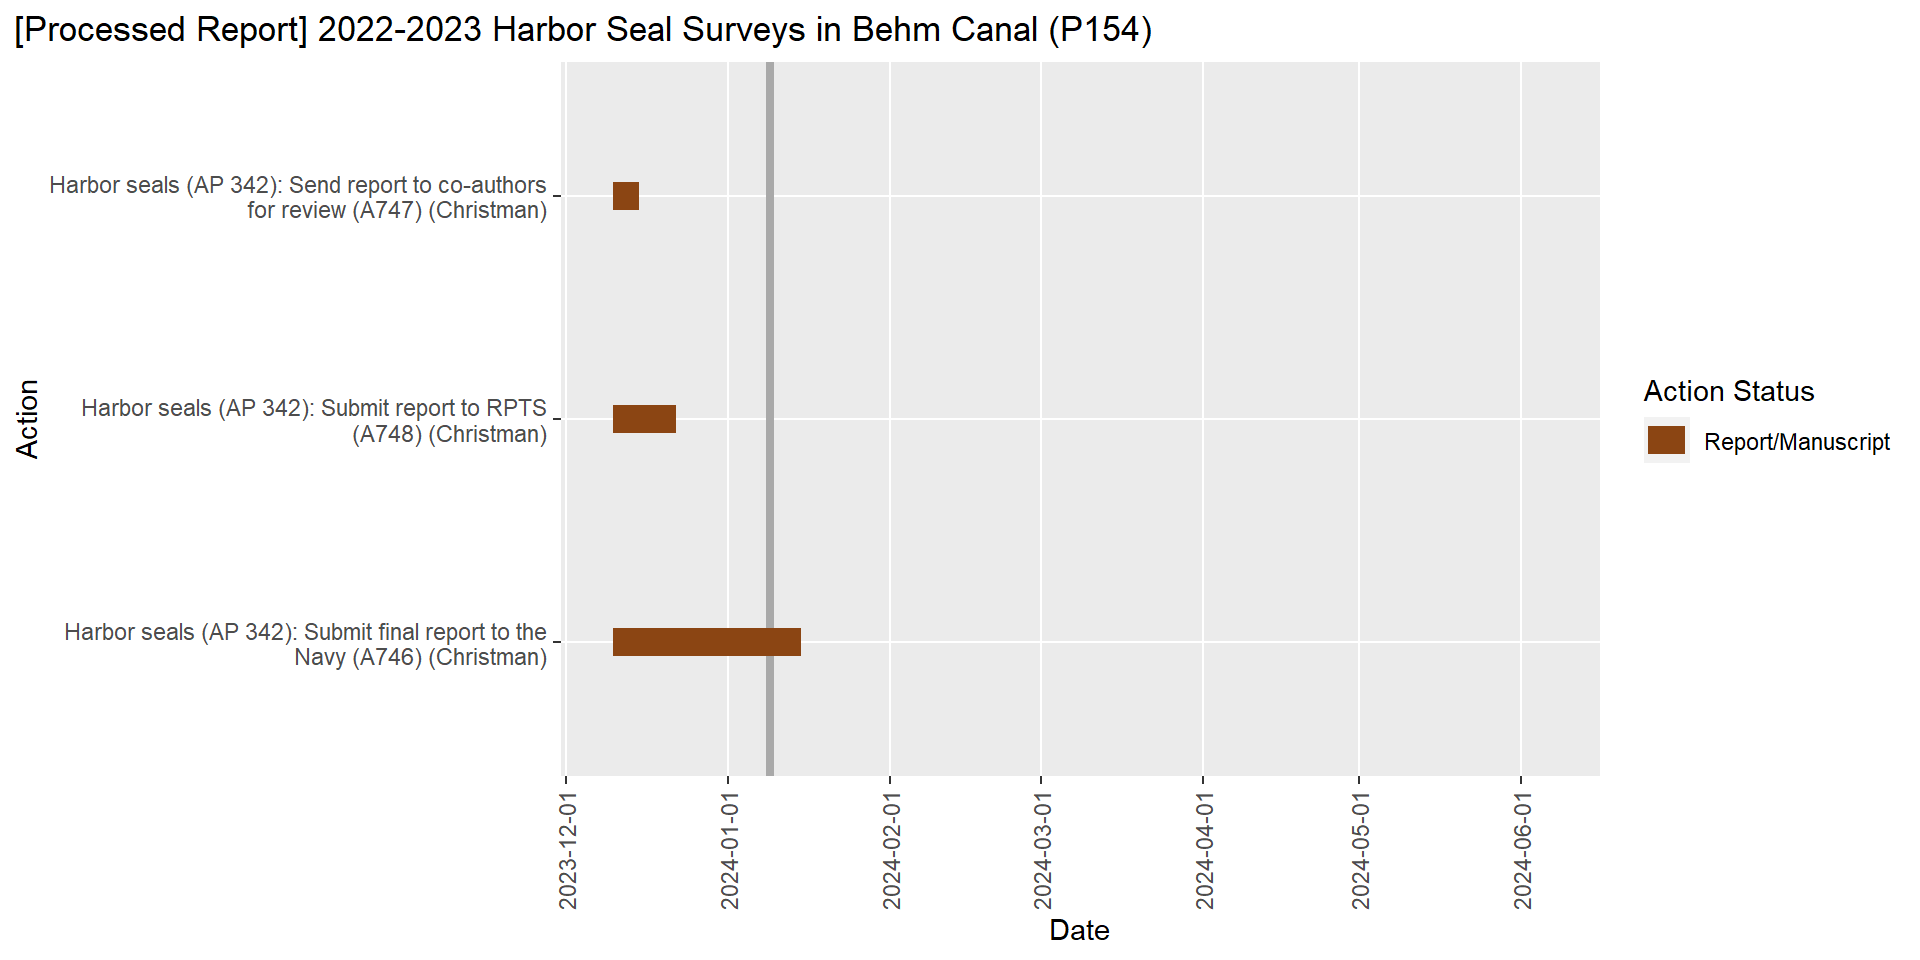 [Processed Report] 2022-2023 Harbor Seal Surveys in Behm Canal (P154)
Harbor seals (AP 342): Send report to co-authors
for review (A747) (Christman)
Harbor seals (AP 342): Submit report to RPTS
(A748) (Christman)
Harbor seals (AP 342): Submit final report to the
Navy (A746) (Christman)
Action
2023-12-01
2024-01-01
2024-02-01
2024-03-01
2024-04-01
2024-05-01
2024-06-01
Date
Action Status
Report/Manuscript